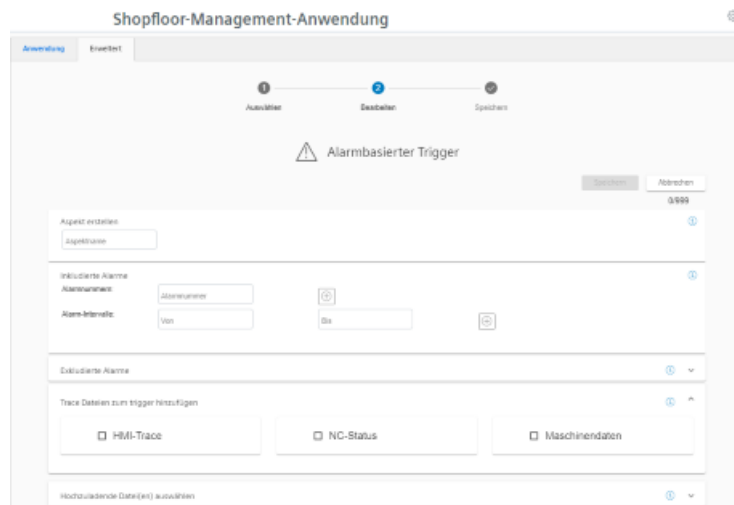 Shopfloor-Management-Anwendung
Anwendung Erweitert
1 2
Auswählen Bearbeiten Speichern
Alarmbasierter Trigger
Speichern Abbrechen
0/999
Aspekt erstellen
Aspektname
Inkludierte Alarme
Alarmnummern:
Alarmnummer
Alarm-Intervalle:
Von Bis
Exkludierte Alarme
Trace Dateien zum trigger hinzufügen
HMI-Trace NC-Status Maschinendaten
Hochzuladende Datei(en) auswählen